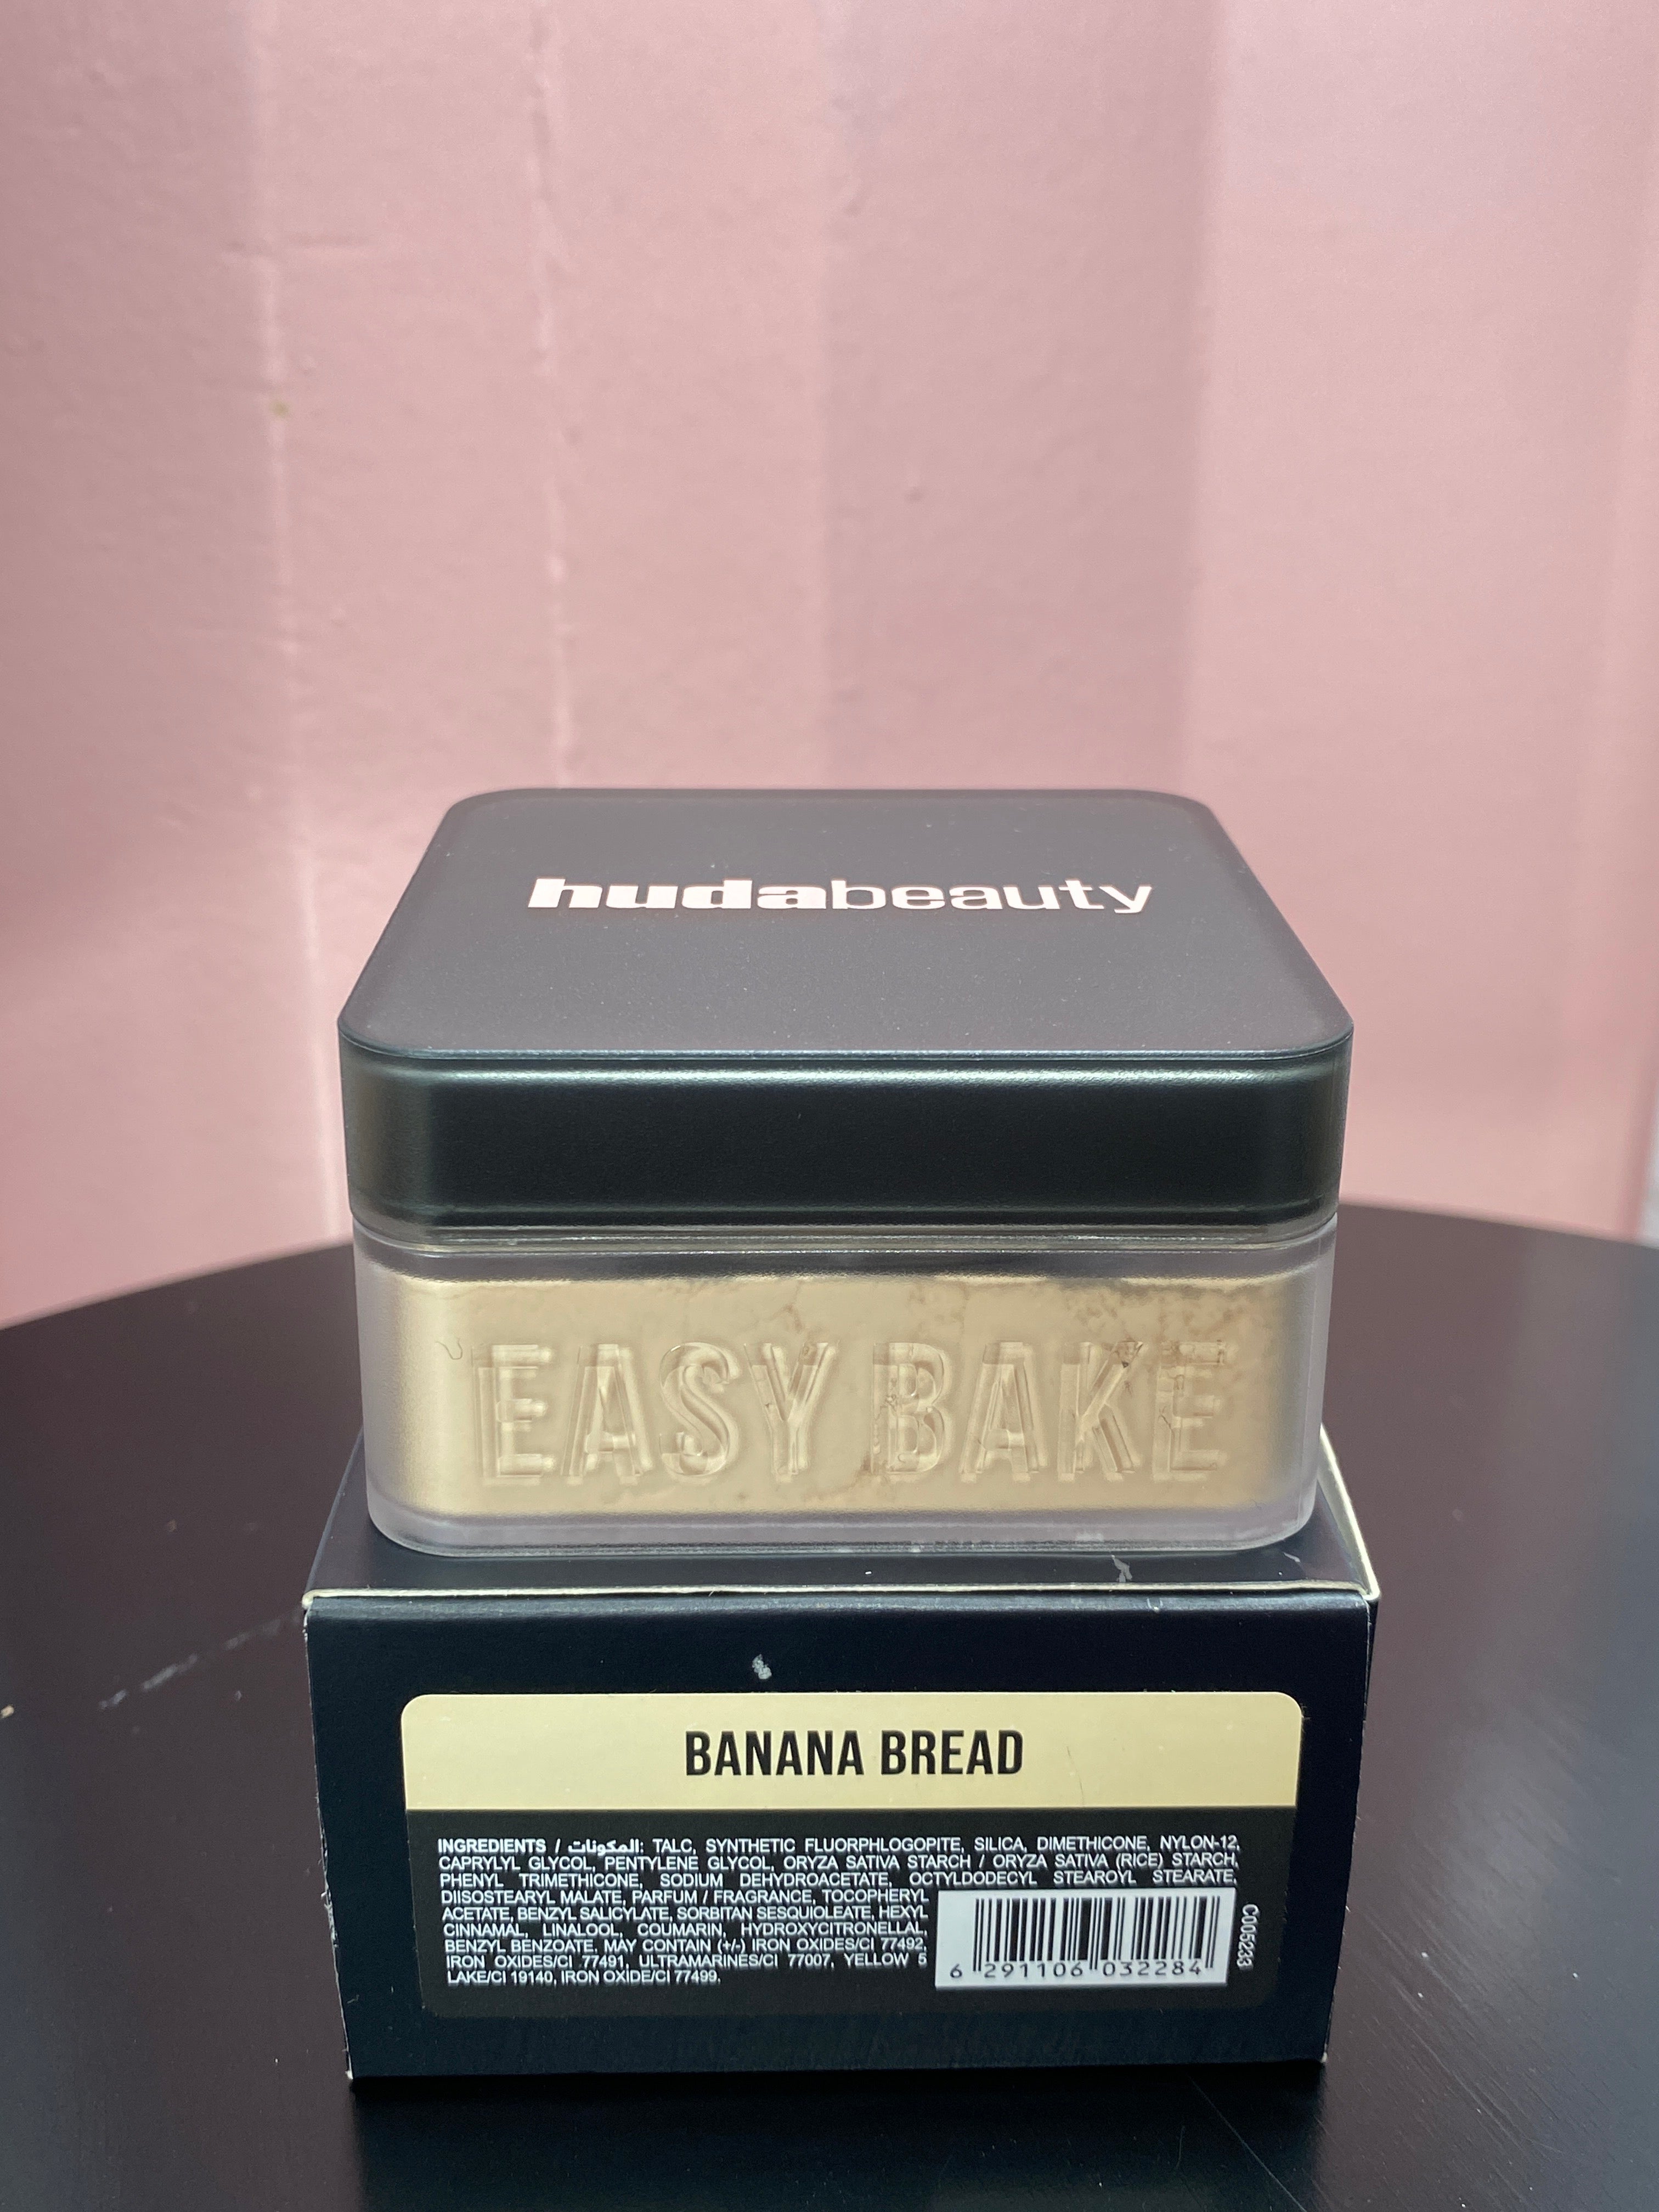 hudabeauty
EASY BAKE
BANANA BREAD
INGREDIENTS / المكونات: TALC, SYNTHETIC FLUORPHLOGOPITE, SILICA, DIMETHICONE, NYLON-12,
CAPRYLYL GLYCOL, PENTYLENE GLYCOL, ORYZA SATIVA STARCH / ORYZA SATIVA (RICE) STARCH,
PHENYL TRIMETHICONE, SODIUM DEHYDROACETATE, OCTYLDODECYL STEAROYL STEARATE,
DIISOSTEARYL MALATE, PARFUM / FRAGRANCE, TOCOPHERYL
ACETATE, BENZYL SALICYLATE, SORBITAN SESQUIOLEATE, HEXYL
CINNAMAL, LINALOOL, COUMARIN, HYDROXYCITRONELLAL,
BENZYL BENZOATE. MAY CONTAIN (+/-) IRON OXIDES/CI 77492,
IRON OXIDES/CI 77491, ULTRAMARINES/CI 77007, YELLOW 5
LAKE/CI 19140, IRON OXIDE/CI 77499.
6 291106 032284
C005233